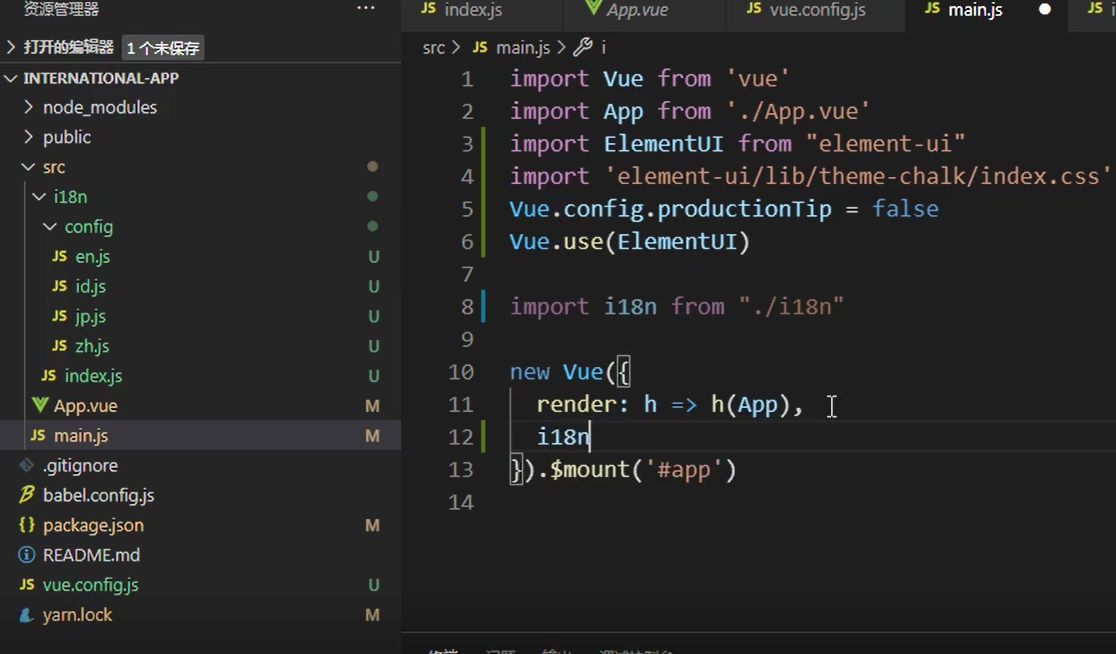 资源管理器 ···
打开的编辑器 1 个未保存
INTERNATIONAL-APP
node_modules
public
src
i18n
config
JS en.js U
JS id.js U
JS jp.js U
JS zh.js U
JS index.js U
App.vue M
JS main.js M
.gitignore
babel.config.js
{} package.json M
README.md
JS vue.config.js U
yarn.lock M
JS index.js App.vue JS vue.config.js JS main.js JS
src > JS main.js > i
1 import Vue from 'vue'
2 import App from './App.vue'
3 import ElementUI from "element-ui"
4 import 'element-ui/lib/theme-chalk/index.css'
5 Vue.config.productionTip = false
6 Vue.use(ElementUI)
7
8 import i18n from "./i18n"
9
10 new Vue({
11 render: h => h(App),
12 i18n
13 }).$mount('#app')
14